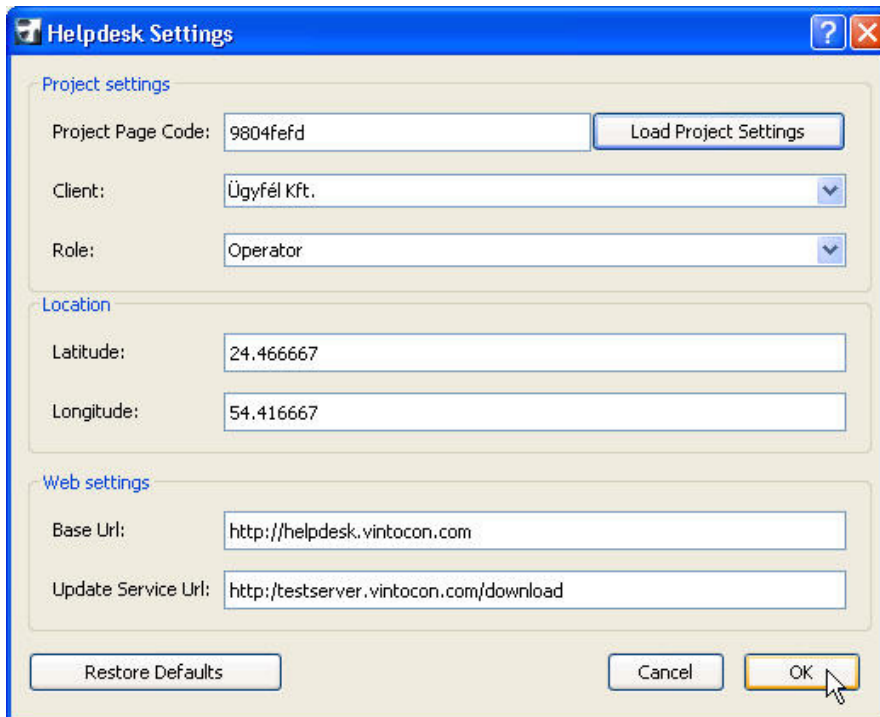 Helpdesk Settings
Project settings
Project Page Code: 9804fefd Load Project Settings
Client: Ügyfél Kft.
Role: Operator
Location
Latitude: 24.466667
Longitude: 54.416667
Web settings
Base Url: http://helpdesk.vintocon.com
Update Service Url: http:/testserver.vintocon.com/download
Restore Defaults Cancel OK